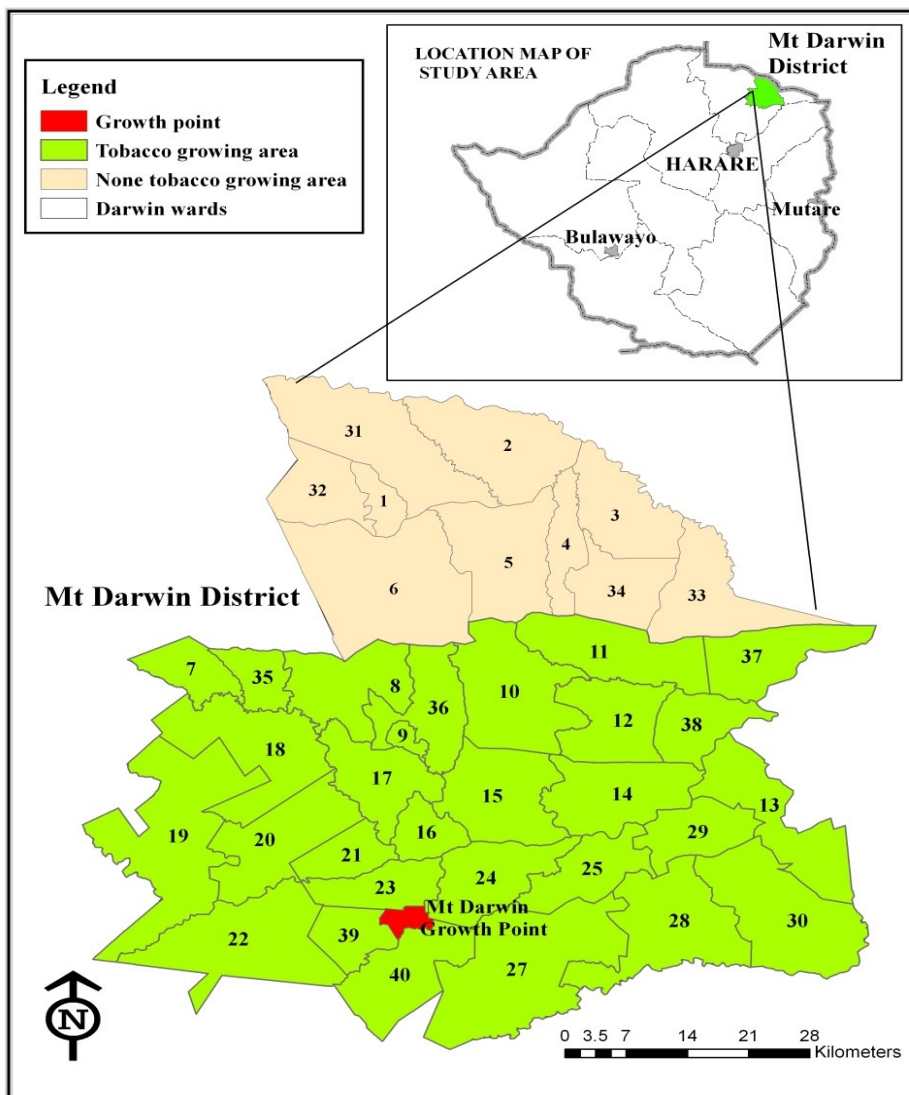 Legend
Growth point
Tobacco growing area
None tobacco growing area
Darwin wards
LOCATION MAP OF
STUDY AREA
Mt Darwin
District
HARARE
Mutare
Bulawayo
Mt Darwin District
31
2
32
1
3
4
5
6
34
33
7
35
8
36
9
10
11
37
12
38
18
17
15
14
13
19
20
16
29
21
25
23
24
Mt Darwin
Growth Point
22
39
40
27
28
30
N
0 3.5 7 14 21 28
Kilometers